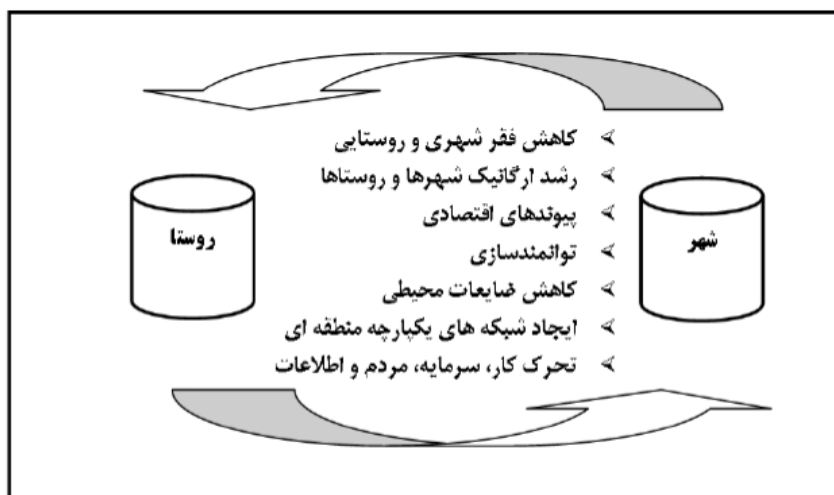 کاهش فقر شهری و روستایی
رشد ارگانیک شهرها و روستاها
پیوندهای اقتصادی
توانمندسازی
کاهش ضایعات محیطی
ایجاد شبکه های یکپارچه منطقه ای
تحرک کار، سرمایه، مردم و اطلاعات
شهر
روستا